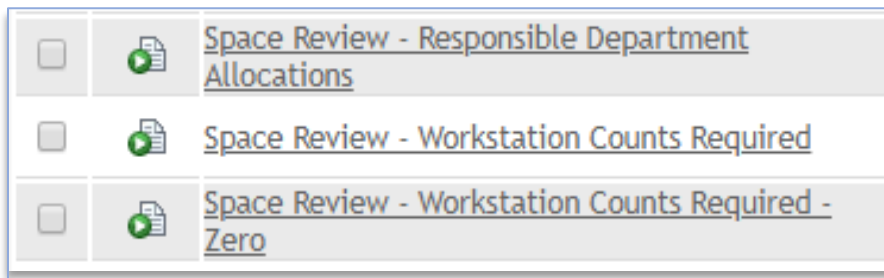 Space Review - Responsible Department
Allocations
Space Review - Workstation Counts Required
Space Review - Workstation Counts Required -
Zero